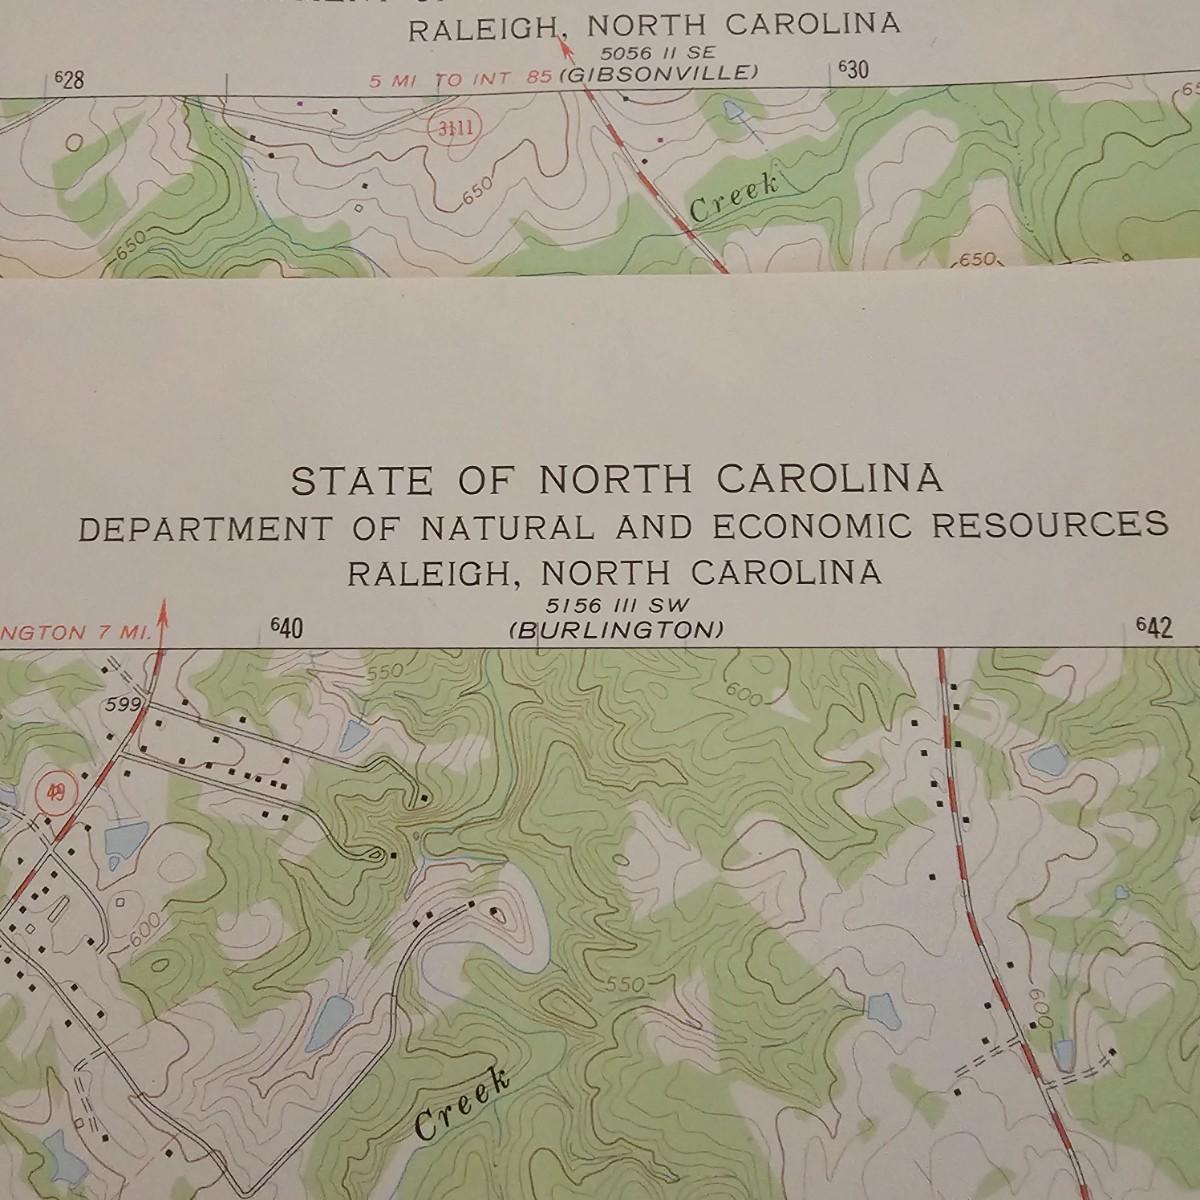 RALEIGH, NORTH CAROLINA
5056 II SE
628
5 MI TO INT 85 (GIBSONVILLE)
630
3111
650
Creek
650
650
STATE OF NORTH CAROLINA
DEPARTMENT OF NATURAL AND ECONOMIC RESOURCES
RALEIGH, NORTH CAROLINA
5156 III SW
NGTON 7 MI.
640
(BURLINGTON)
642
550
600
599
49
600
550
600
Creek